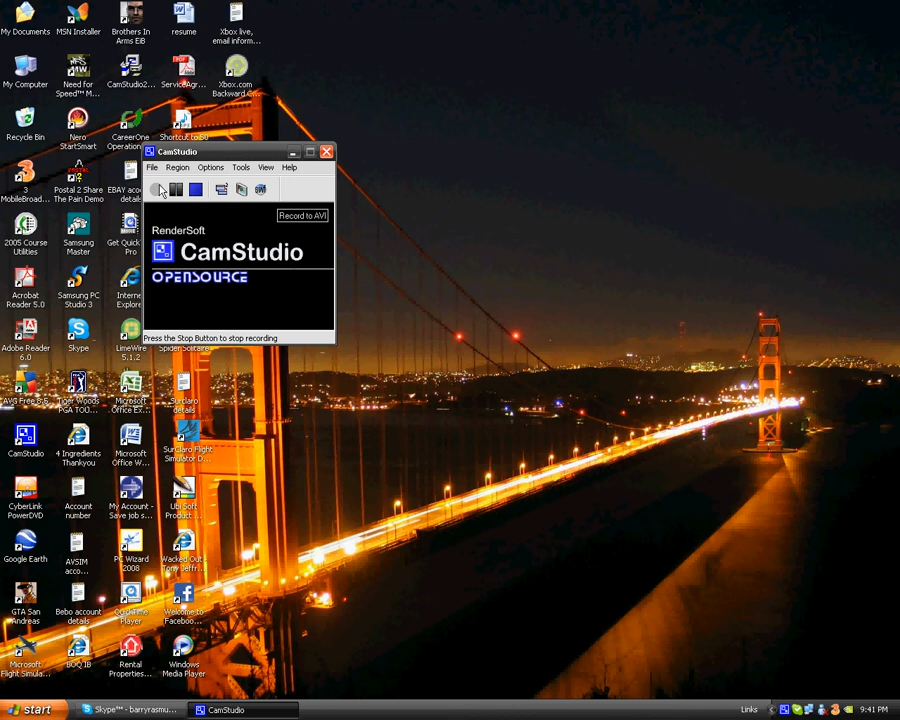 My Documents
MSN Installer
Brothers In
Arms EiB
resume
Xbox live,
email inform...
My Computer
Need for
Speed™ M...
CamStudio2...
ServiceAgr...
Xbox.com
Backward C...
Recycle Bin
Nero
StartSmart
CareerOne
Operation
Shortcut to
3
MobileBroad...
Postal 2 Share
The Pain Demo
EBAY
details
2005 Course
Utilities
Samsung
Master
Get Quick
Pro
Acrobat
Reader 5.0
Samsung PC
Studio 3
Adobe Reader
6.0
Skype
LimeWire
5.1.2
Spider Solitaire
AVG Free 8.5
Tiger Woods
PGA TOU...
Microsoft
Office Ex...
Surclaro
details
CamStudio
4 Ingredients
Thankyou
Microsoft
Office W...
SurClaro Flight
Simulator D...
CyberLink
PowerDVD
Account
number
My Account -
Save job s...
Ubi Soft
Product ...
Google Earth
AVSIM
acco...
PC Wizard
2008
Wacked Out
Tony Jeffr...
GTA San
Andreas
Bebo account
details
QuickTime
Player
Welcome to
Faceboo...
Microsoft
Flight Simula...
BOQ IB
Rental
Properties...
Windows
Media Player
CamStudio
File Region Options Tools View Help
Record to AVI
RenderSoft
CamStudio
OPENSOURCE
Press the Stop Button to stop recording
start
Skype™ - barryrasmu...
CamStudio
Links
9:41 PM